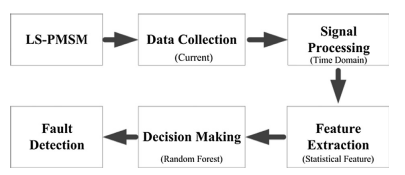 LS-PMSM
Data Collection
(Current)
Signal
Processing
(Time Domain)
Feature
Extraction
(Statistical Feature)
Decision Making
(Random Forest)
Fault
Detection